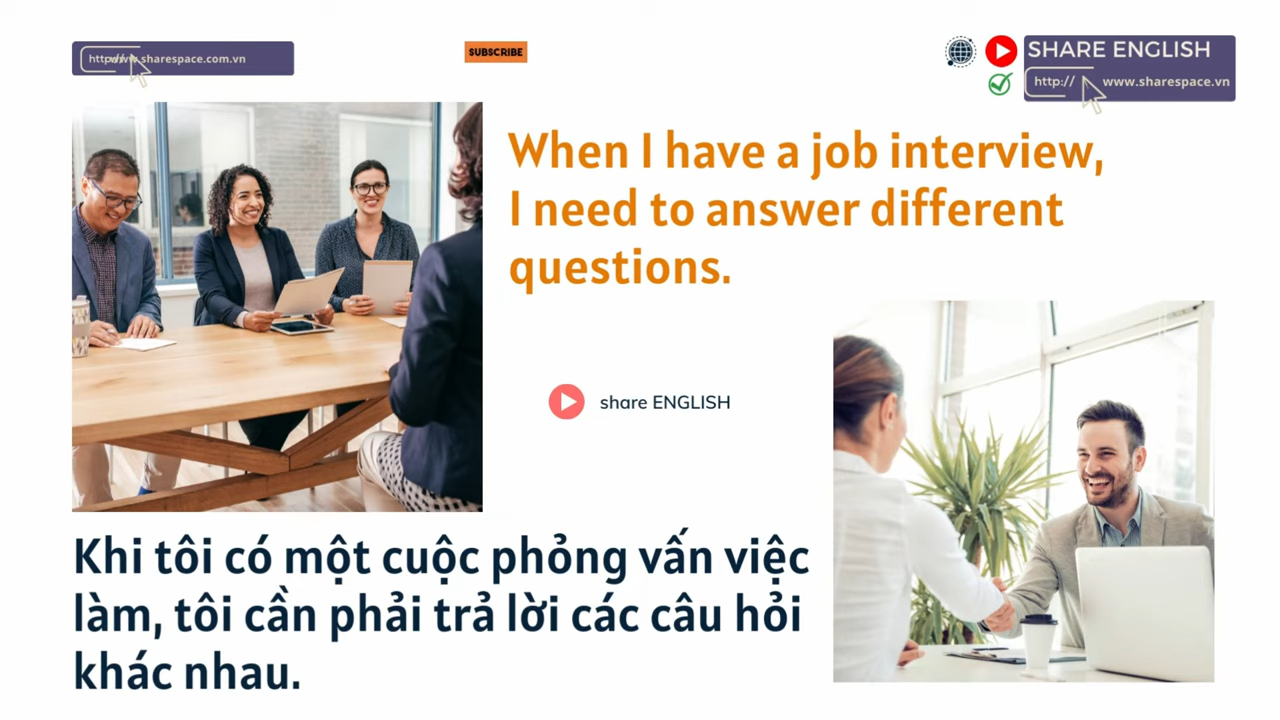 http://www.sharespace.com.vn
SUBSCRIBE
SHARE ENGLISH
http:// www.sharespace.vn
When I have a job interview,
I need to answer different
questions.
share ENGLISH
Khi tôi có một cuộc phỏng vấn việc
làm, tôi cần phải trả lời các câu hỏi
khác nhau.